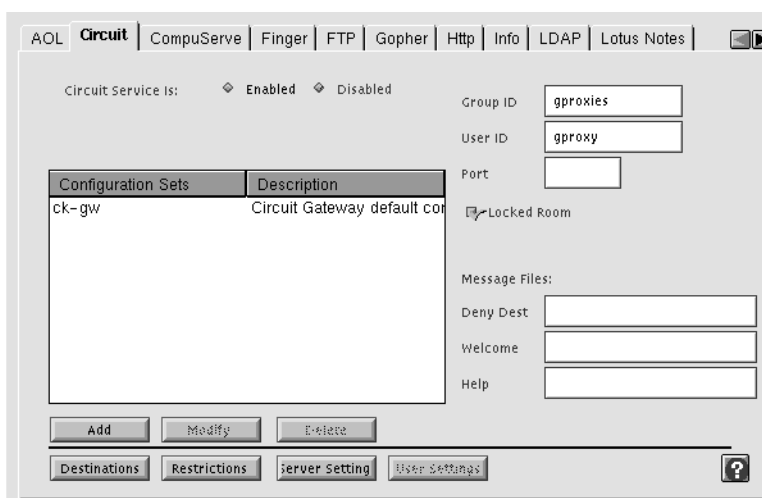 AOL Circuit CompuServe Finger FTP Gopher Http Info LDAP Lotus Notes
Circuit Service Is: Enabled Disabled
Group ID gproxies
User ID gproxy
Port
Configuration Sets Description
ck-gw Circuit Gateway default cor
Locked Room
Message Files:
Deny Dest
Welcome
Help
Add Modify Delete
Destinations Restrictions Server Setting User Settings
?